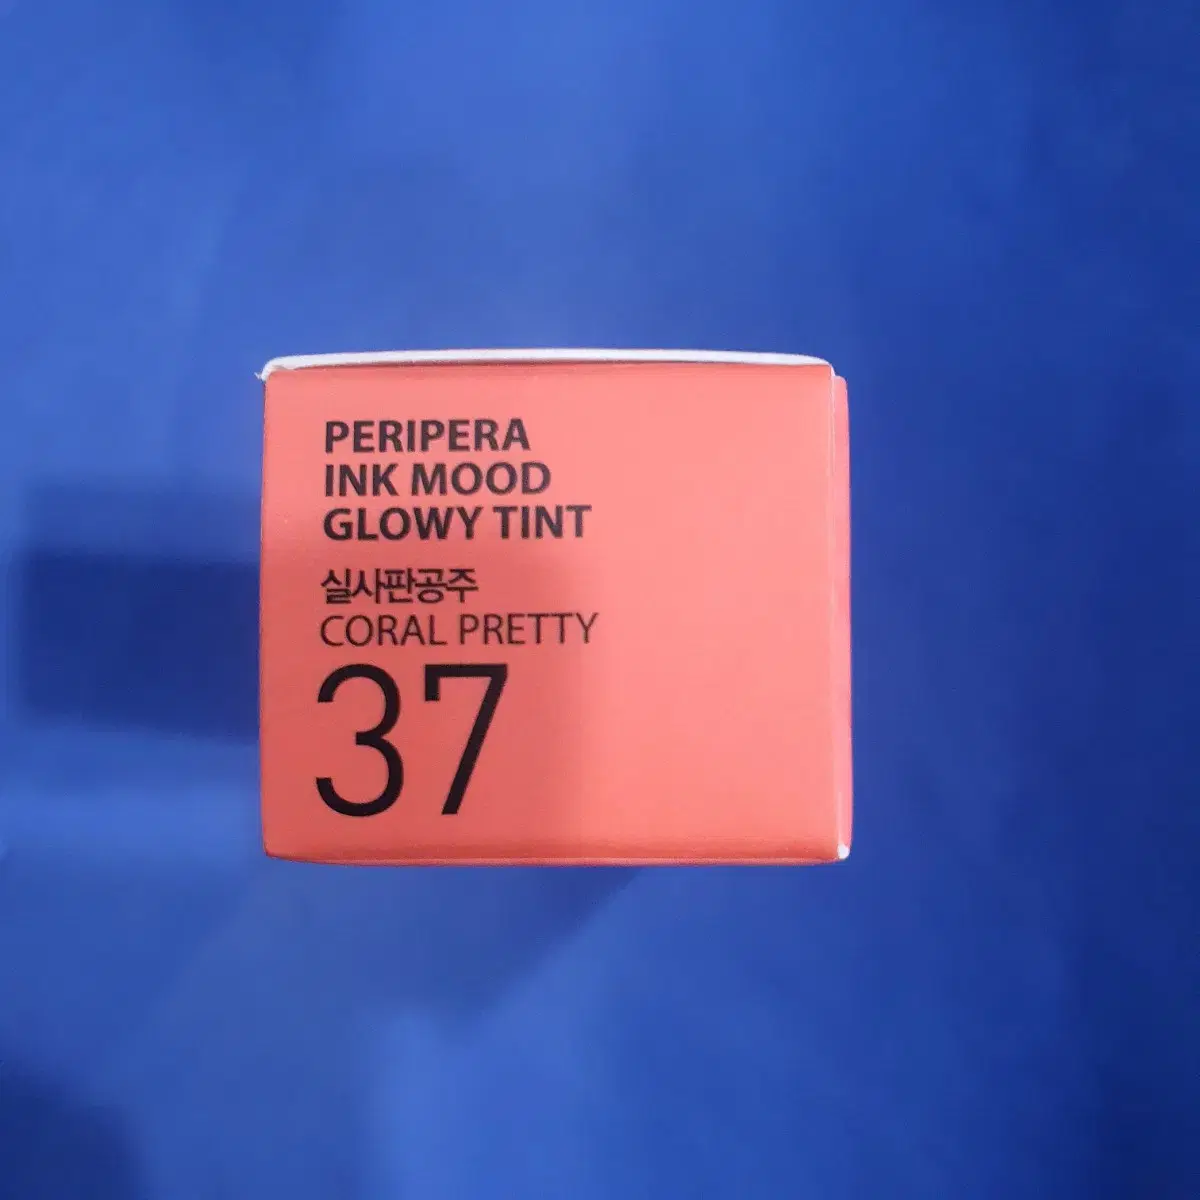 PERIPERA
INK MOOD
GLOWY TINT
실사판공주
CORAL PRETTY
37